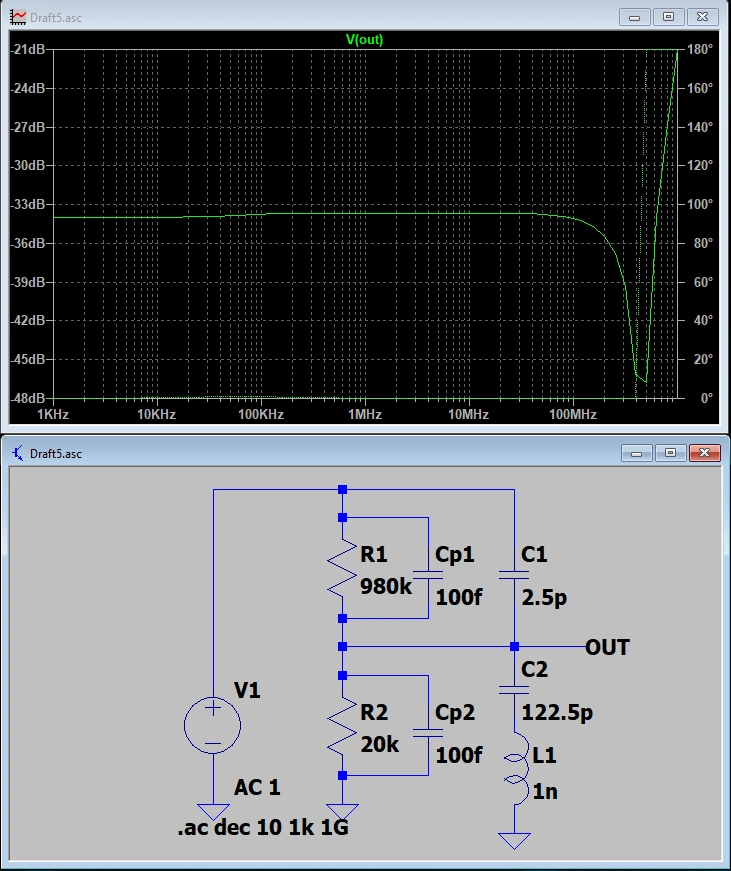 Draft5.asc
V(out)
-21dB 180°
-24dB 160°
-27dB 140°
-30dB 120°
-33dB 100°
-36dB 80°
-39dB 60°
-42dB 40°
-45dB 20°
-48dB 0°
1KHz 10KHz 100KHz 1MHz 10MHz 100MHz
Draft5.asc
R1 Cp1 C1
980k 100f 2.5p
OUT
C2
V1 R2 Cp2 122.5p
20k 100f L1
AC 1 1n
.ac dec 10 1k 1G